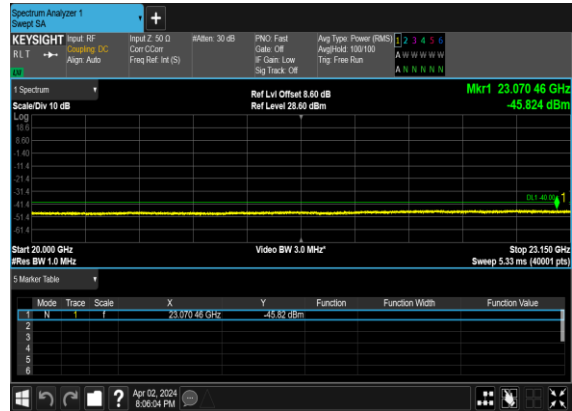 Spectrum Analyzer 1
Swept SA
+
KEYSIGHT Input: RF Input Z: 50 Ω #Atten: 30 dB PNO: Fast Avg Type: Power (RMS) 1 2 3 4 5 6
RLT Coupling: DC Corr CCorr Gate: Off Avg|Hold: 100/100 A W W W W W
Align: Auto Freq Ref: Int (S) IF Gain: Low Trig: Free Run
Sig Track: Off A N N N N N
1 Spectrum Ref Lvl Offset 8.60 dB Mkr1 23.070 46 GHz
Scale/Div 10 dB Ref Level 28.60 dBm -45.824 dBm
Log
18.6
8.60
-1.40
-11.4
-21.4
-31.4
DL1 -40.00 1
-41.4
-51.4
-61.4
Start 20.000 GHz Video BW 3.0 MHz* Stop 23.150 GHz
#Res BW 1.0 MHz Sweep 5.33 ms (40001 pts)
5 Marker Table
Mode Trace Scale X Y Function Function Width Function Value
1 N 1 f 23.070 46 GHz -45.82 dBm
2
3
4
5
6
? Apr 02, 2024
8:06:04 PM